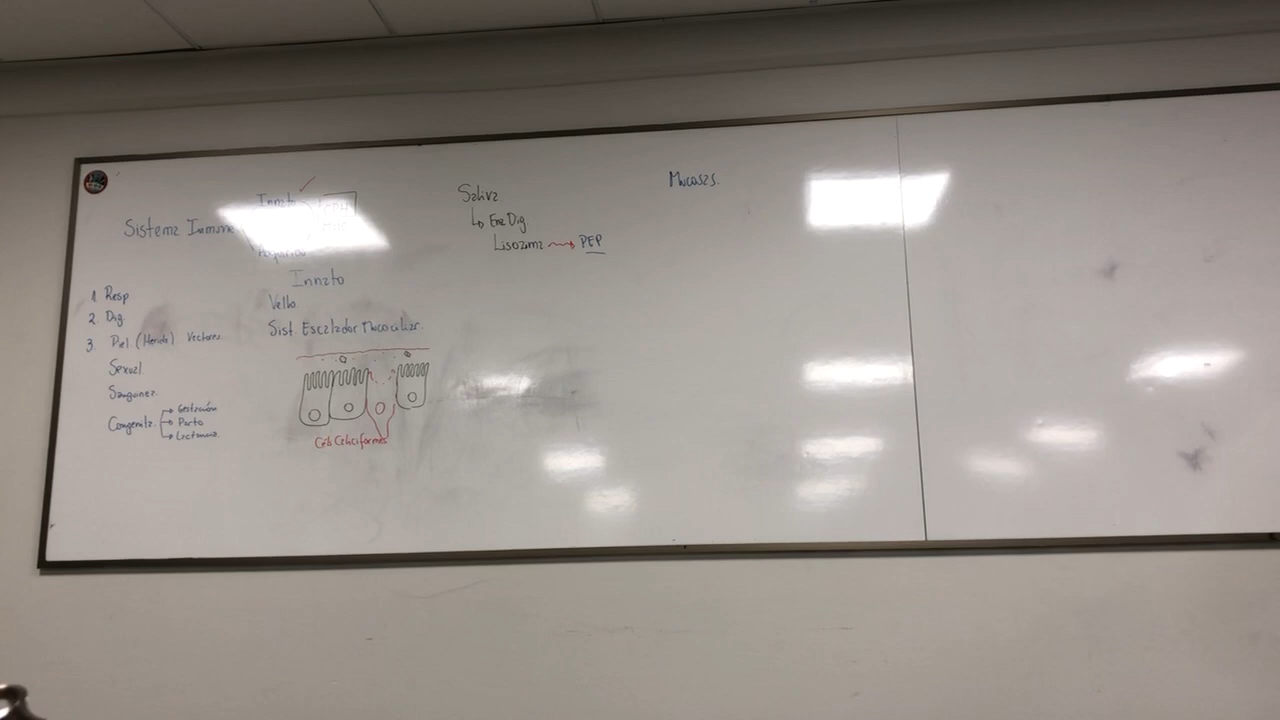 Innato
Sistema Inmune
Adquirido
1. Resp
2. Dig.
3. Piel (Herida) Vectores
Sexual.
Sanguinea.
Congenita.
Gestación
Parto
Lactancia.
Innato
Vello.
Sist. Escalador Mucociliar.
Cels Caliciformes
Saliva
Enz Dig
Lisozima → PEP
Mucosas.